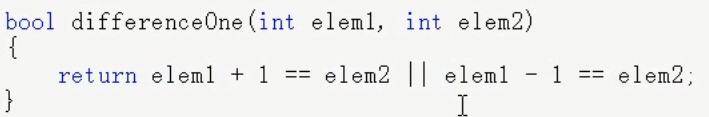 bool differenceOne(int elem1, int elem2)
{
    return elem1 + 1 == elem2 || elem1 - 1 == elem2;
}